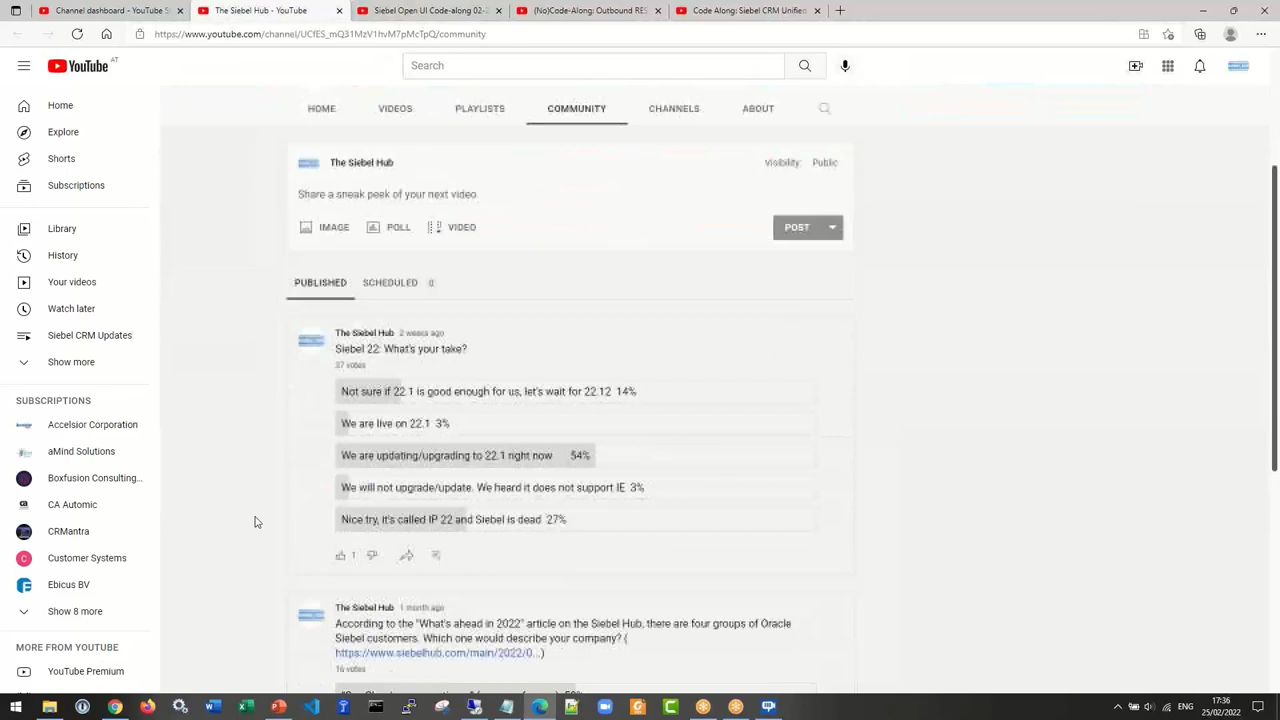 Channel dashboard - YouTube S
The Siebel Hub - YouTube
Siebel Open UI Code-along 02-2
(No)Code-Along: Outbound RES
Code Along: Siebel CRM Unified
https://www.youtube.com/channel/UCfES_mQ31MzV1hvM7pMcTpQ/community
YouTube AT
Search
HOME
VIDEOS
PLAYLISTS
COMMUNITY
CHANNELS
ABOUT
Home
Explore
Shorts
Subscriptions
Library
History
Your videos
Watch later
Siebel CRM Updates
Show more
SUBSCRIPTIONS
Accelsior Corporation
aMind Solutions
Boxfusion Consulting...
CA Automic
CRMantra
Customer Systems
Ebicus BV
Show 8 more
MORE FROM YOUTUBE
YouTube Premium
The Siebel Hub
Visibility: Public
Share a sneak peek of your next video
IMAGE
POLL
VIDEO
POST
PUBLISHED
SCHEDULED 0
The Siebel Hub 2 weeks ago
Siebel 22: What's your take?
37 votes
Not sure if 22.1 is good enough for us, let's wait for 22.12 14%
We are live on 22.1 3%
We are updating/upgrading to 22.1 right now 54%
We will not upgrade/update. We heard it does not support IE 3%
Nice try, it's called IP 22 and Siebel is dead 27%
1
The Siebel Hub 1 month ago
According to the "What's ahead in 2022" article on the Siebel Hub, there are four groups of Oracle
Siebel customers. Which one would describe your company? (
https://www.siebelhub.com/main/2022/0...)
16 votes
ENG
17:36
25/02/2022